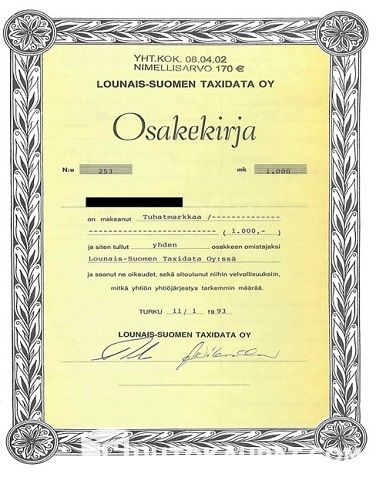 YHT.KOK. 08.04.02
NIMELLISARVO 170 €
LOUNAIS-SUOMEN TAXIDATA OY
Osakekirja
N:o 253 mk 1.000
on maksanut Tuhatmarkkaa /---------------
---------------------------- ( 1.000,- )
ja siten tullut yhden osakkeen omistajaksi
Lounais-Suomen Taxidata Oy:ssä
ja saanut ne oikeudet, sekä sitoutunut niihin velvollisuuksiin,
mitkä yhtiön yhtiöjärjestys tarkemmin määrää.
TURKU 11/1 1993
LOUNAIS-SUOMEN TAXIDATA OY